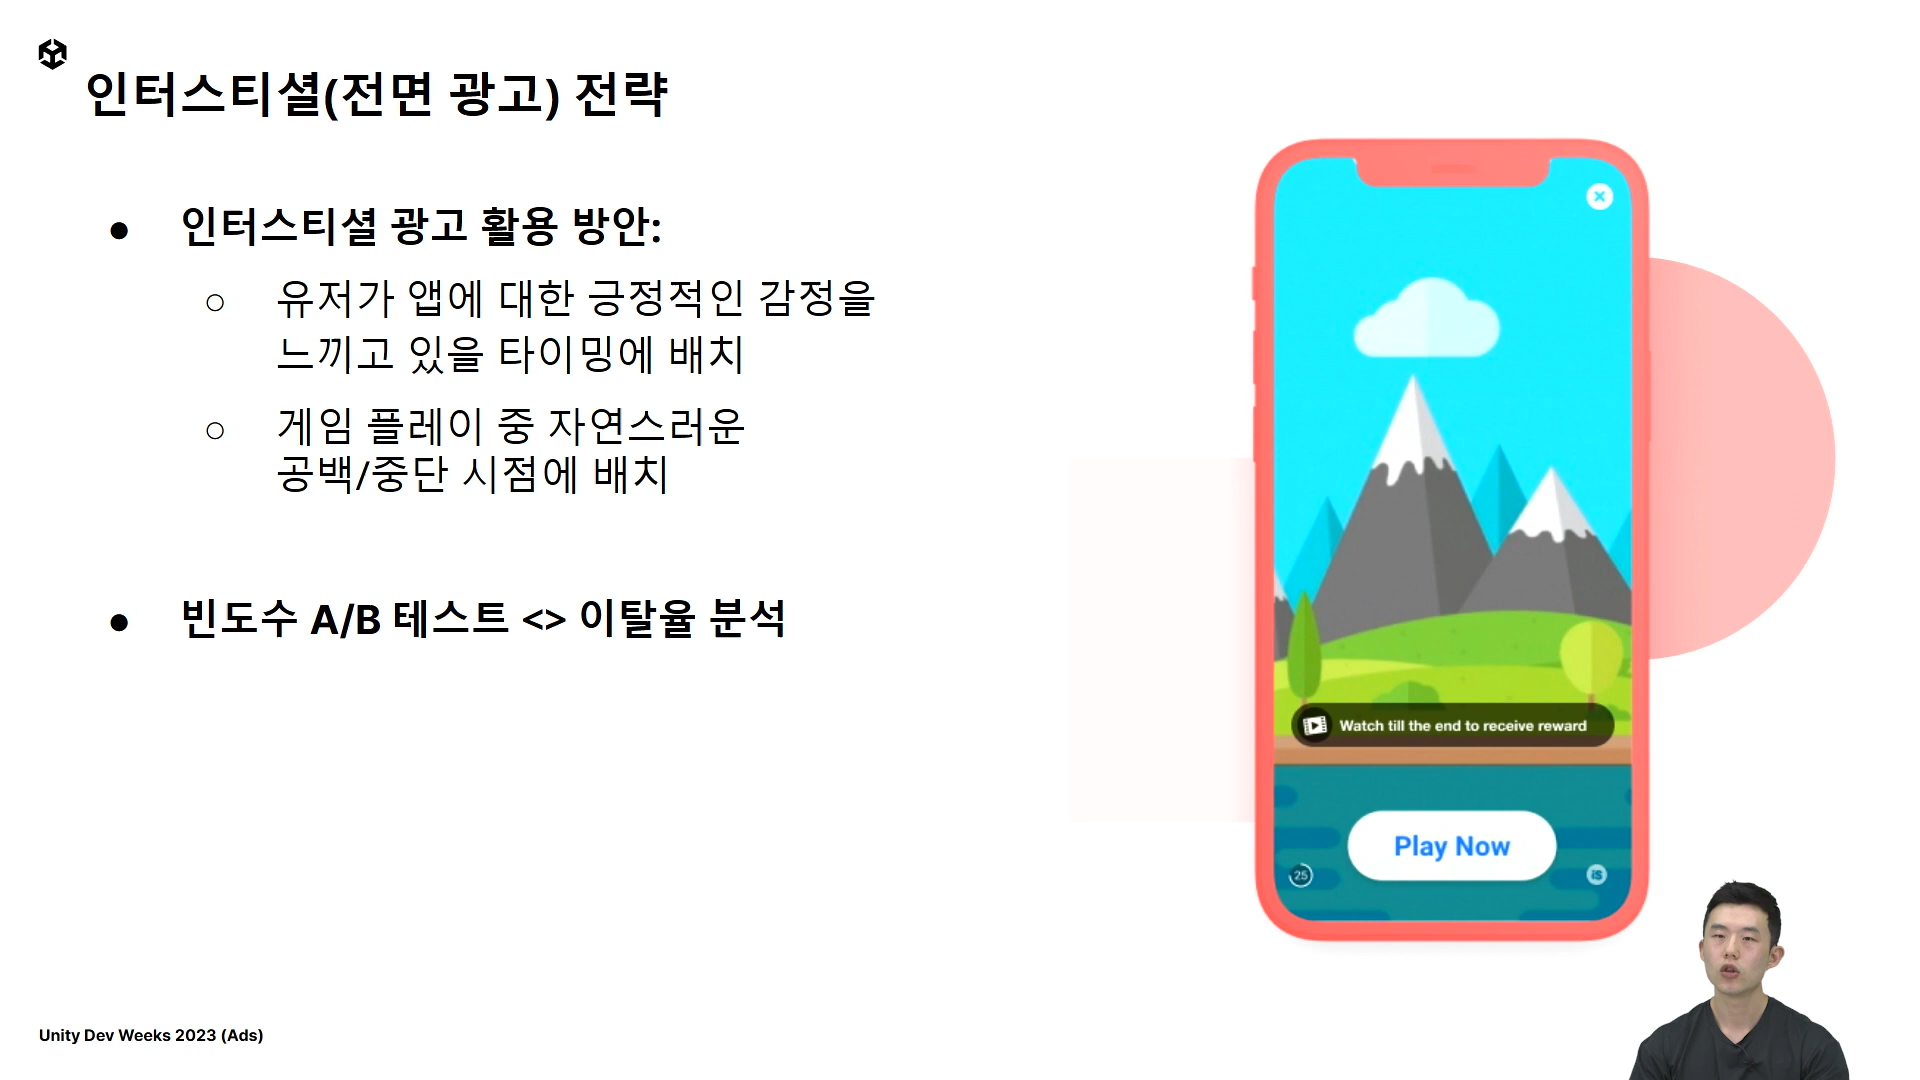 인터스티셜(전면 광고) 전략
● 인터스티셜 광고 활용 방안:
○ 유저가 앱에 대한 긍정적인 감정을
느끼고 있을 타이밍에 배치
○ 게임 플레이 중 자연스러운
공백/중단 시점에 배치
● 빈도수 A/B 테스트 <> 이탈율 분석
Watch till the end to receive reward
Play Now
25
iS
Unity Dev Weeks 2023 (Ads)